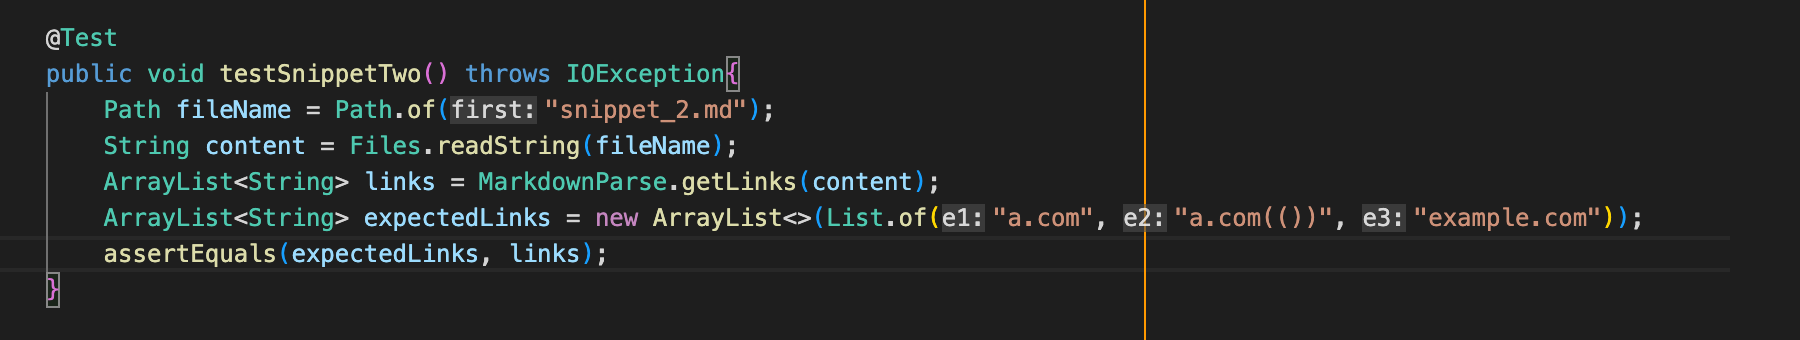 @Test
public void testSnippetTwo() throws IOException{
    Path fileName = Path.of(first: "snippet_2.md");
    String content = Files.readString(fileName);
    ArrayList<String> links = MarkdownParse.getLinks(content);
    ArrayList<String> expectedLinks = new ArrayList<>(List.of(e1: "a.com", e2: "a.com(())", e3: "example.com"));
    assertEquals(expectedLinks, links);
}